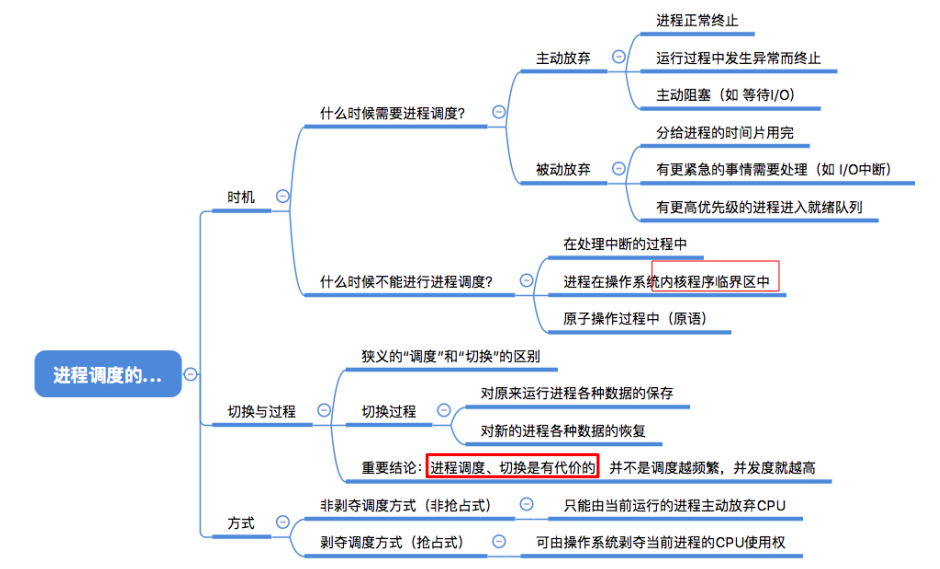 进程调度的...
时机
什么时候需要进程调度?
主动放弃
进程正常终止
运行过程中发生异常而终止
主动阻塞（如 等待I/O）
被动放弃
分给进程的时间片用完
有更紧急的事情需要处理（如 I/O中断）
有更高优先级的进程进入就绪队列
什么时候不能进行进程调度?
在处理中断的过程中
进程在操作系统内核程序临界区中
原子操作过程中（原语）
切换与过程
狭义的“调度”和“切换”的区别
切换过程
对原来运行进程各种数据的保存
对新的进程各种数据的恢复
重要结论：进程调度、切换是有代价的 并不是调度越频繁，并发度就越高
方式
非剥夺调度方式（非抢占式）
只能由当前运行的进程主动放弃CPU
剥夺调度方式（抢占式）
可由操作系统剥夺当前进程的CPU使用权